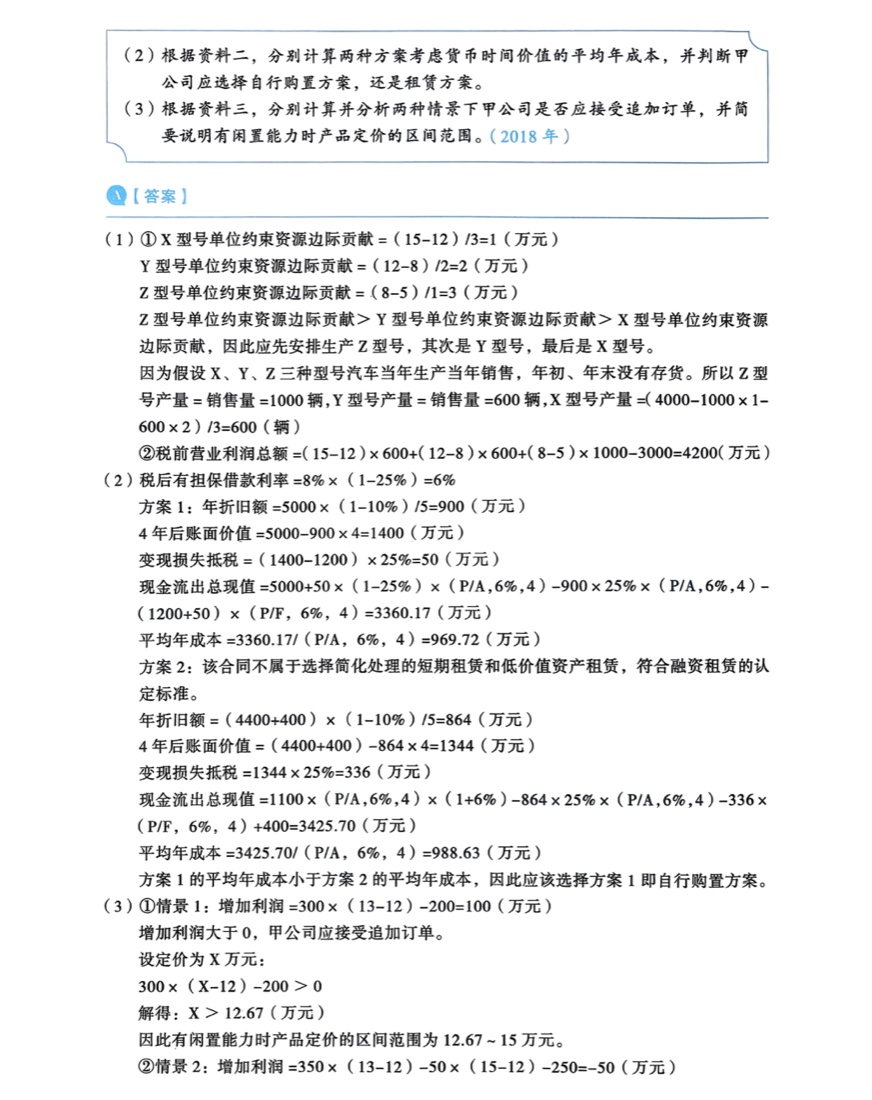 （2）根据资料二，分别计算两种方案考虑货币时间价值的平均年成本，并判断甲
公司应选择自行购置方案，还是租赁方案。
（3）根据资料三，分别计算并分析两种情景下甲公司是否应接受追加订单，并简
要说明有闲置能力时产品定价的区间范围。（2018 年）
【答案】
（1）①X 型号单位约束资源边际贡献 =（15-12）/3=1（万元）
Y 型号单位约束资源边际贡献 =（12-8）/2=2（万元）
Z 型号单位约束资源边际贡献 =（8-5）/1=3（万元）
Z 型号单位约束资源边际贡献＞ Y 型号单位约束资源边际贡献＞ X 型号单位约束资源
边际贡献，因此应先安排生产 Z 型号，其次是 Y 型号，最后是 X 型号。
因为假设 X、Y、Z 三种型号汽车当年生产当年销售，年初、年末没有存货。所以 Z 型
号产量 = 销售量 =1000 辆，Y 型号产量 = 销售量 =600 辆，X 型号产量 =（4000-1000×1-
600×2）/3=600（辆）
②税前营业利润总额 =（15-12）×600+（12-8）×600+（8-5）×1000-3000=4200（万元）
（2）税后有担保借款利率 =8%×（1-25%）=6%
方案 1：年折旧额 =5000×（1-10%）/5=900（万元）
4 年后账面价值 =5000-900×4=1400（万元）
变现损失抵税 =（1400-1200）×25%=50（万元）
现金流出总现值 =5000+50×（1-25%）×（P/A，6%，4）-900×25%×（P/A，6%，4）-
（1200+50）×（P/F，6%，4）=3360.17（万元）
平均年成本 =3360.17/（P/A，6%，4）=969.72（万元）
方案 2：该合同不属于选择简化处理的短期租赁和低价值资产租赁，符合融资租赁的认
定标准。
年折旧额 =（4400+400）×（1-10%）/5=864（万元）
4 年后账面价值 =（4400+400）-864×4=1344（万元）
变现损失抵税 =1344×25%=336（万元）
现金流出总现值 =1100×（P/A，6%，4）×（1+6%）-864×25%×（P/A，6%，4）-336×
（P/F，6%，4）+400=3425.70（万元）
平均年成本 =3425.70/（P/A，6%，4）=988.63（万元）
方案 1 的平均年成本小于方案 2 的平均年成本，因此应该选择方案 1 即自行购置方案。
（3）①情景 1：增加利润 =300×（13-12）-200=100（万元）
增加利润大于 0，甲公司应接受追加订单。
设定价为 X 万元：
300×（X-12）-200 ＞ 0
解得：X ＞ 12.67（万元）
因此有闲置能力时产品定价的区间范围为 12.67 ~ 15 万元。
②情景 2：增加利润 =350×（13-12）-50×（15-12）-250=-50（万元）